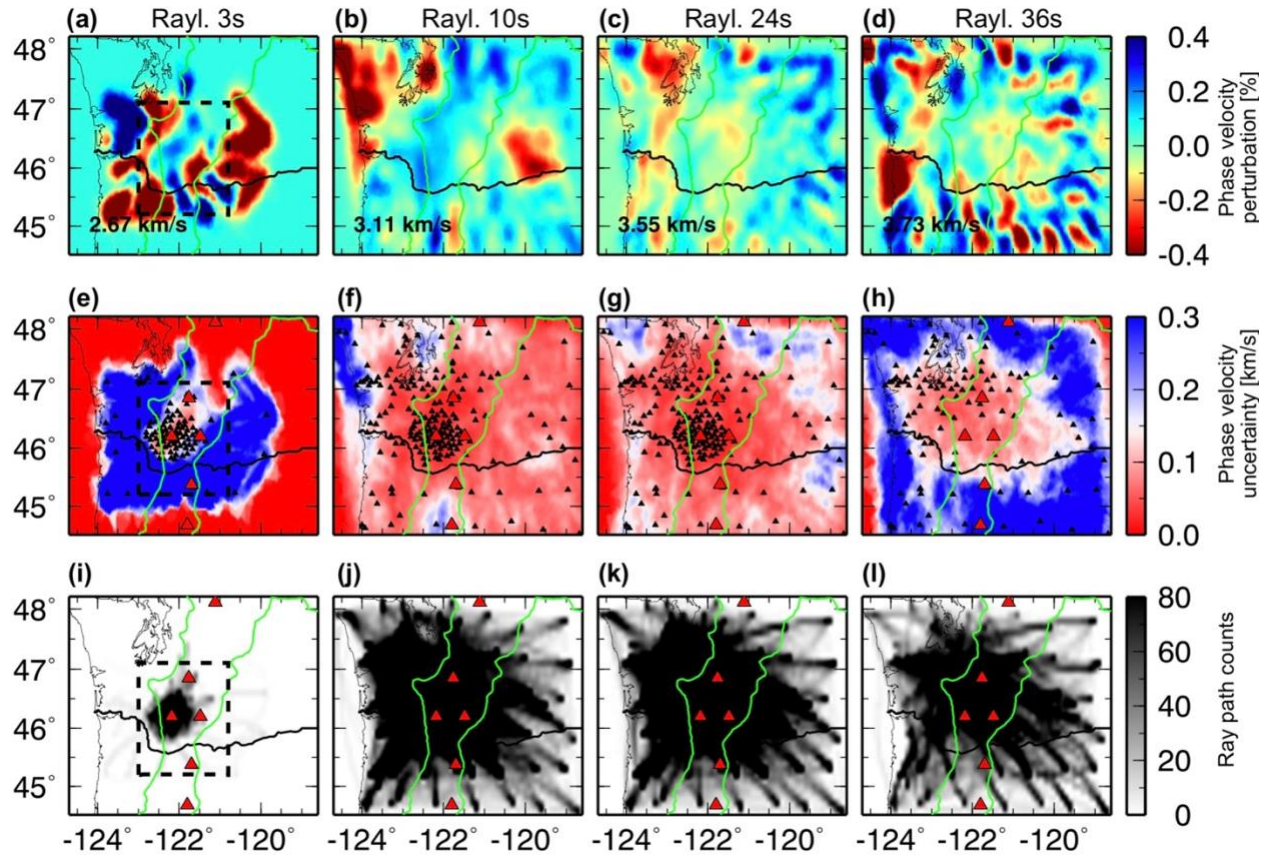 (a) Rayl. 3s (b) Rayl. 10s (c) Rayl. 24s (d) Rayl. 36s
48° 0.4
47° 0.2
46° 0.0
45° -0.2
-0.4
2.67 km/s 3.11 km/s 3.55 km/s 3.73 km/s
Phase velocity
perturbation [%]
(e) (f) (g) (h)
48° 0.3
47° 0.2
46° 0.1
45° 0.0
Phase velocity
uncertainty [km/s]
(i) (j) (k) (l)
48° 80
47° 60
46° 40
45° 20
0
Ray path counts
-124° -122° -120° -124° -122° -120° -124° -122° -120° -124° -122° -120°